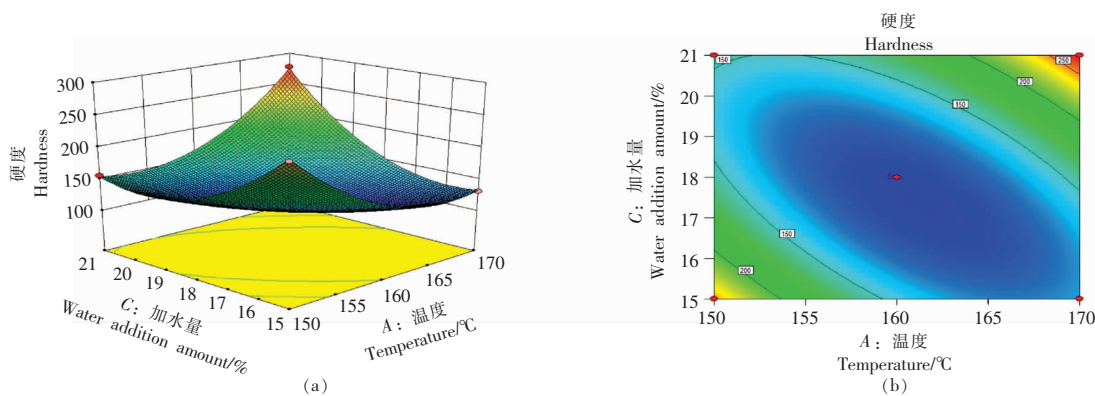 300
250
200
150
100
硬度
Hardness
21
20
19
18
17
16
15
150
155
160
165
170
C：加水量
Water addition amount/%
A：温度
Temperature/℃
(a)
硬度
Hardness
21
20
19
18
17
16
15
C：加水量
Water addition amount/%
150
250
200
150
150
200
150
155
160
165
170
A：温度
Temperature/℃
(b)